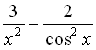 3/x² − 2/cos² x